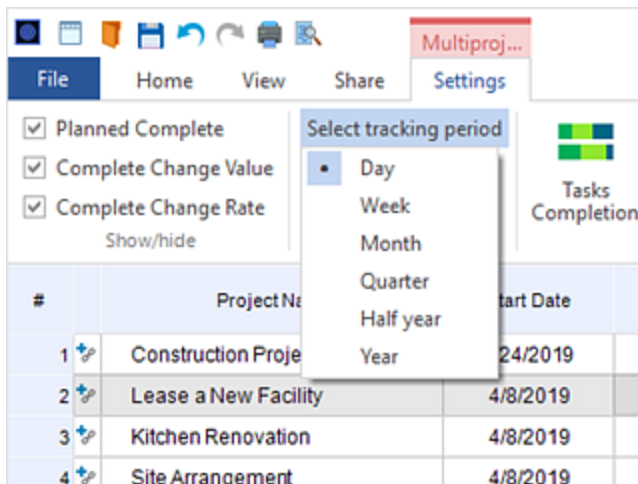 Multiproj...
File Home View Share Settings
Planned Complete
Complete Change Value
Complete Change Rate
Show/hide
Select tracking period
Day
Week
Month
Quarter
Half year
Year
Tasks
Completion
# Project Na tart Date
1 Construction Proje 24/2019
2 Lease a New Facility 4/8/2019
3 Kitchen Renovation 4/8/2019
4 Site Arrangement 4/8/2019